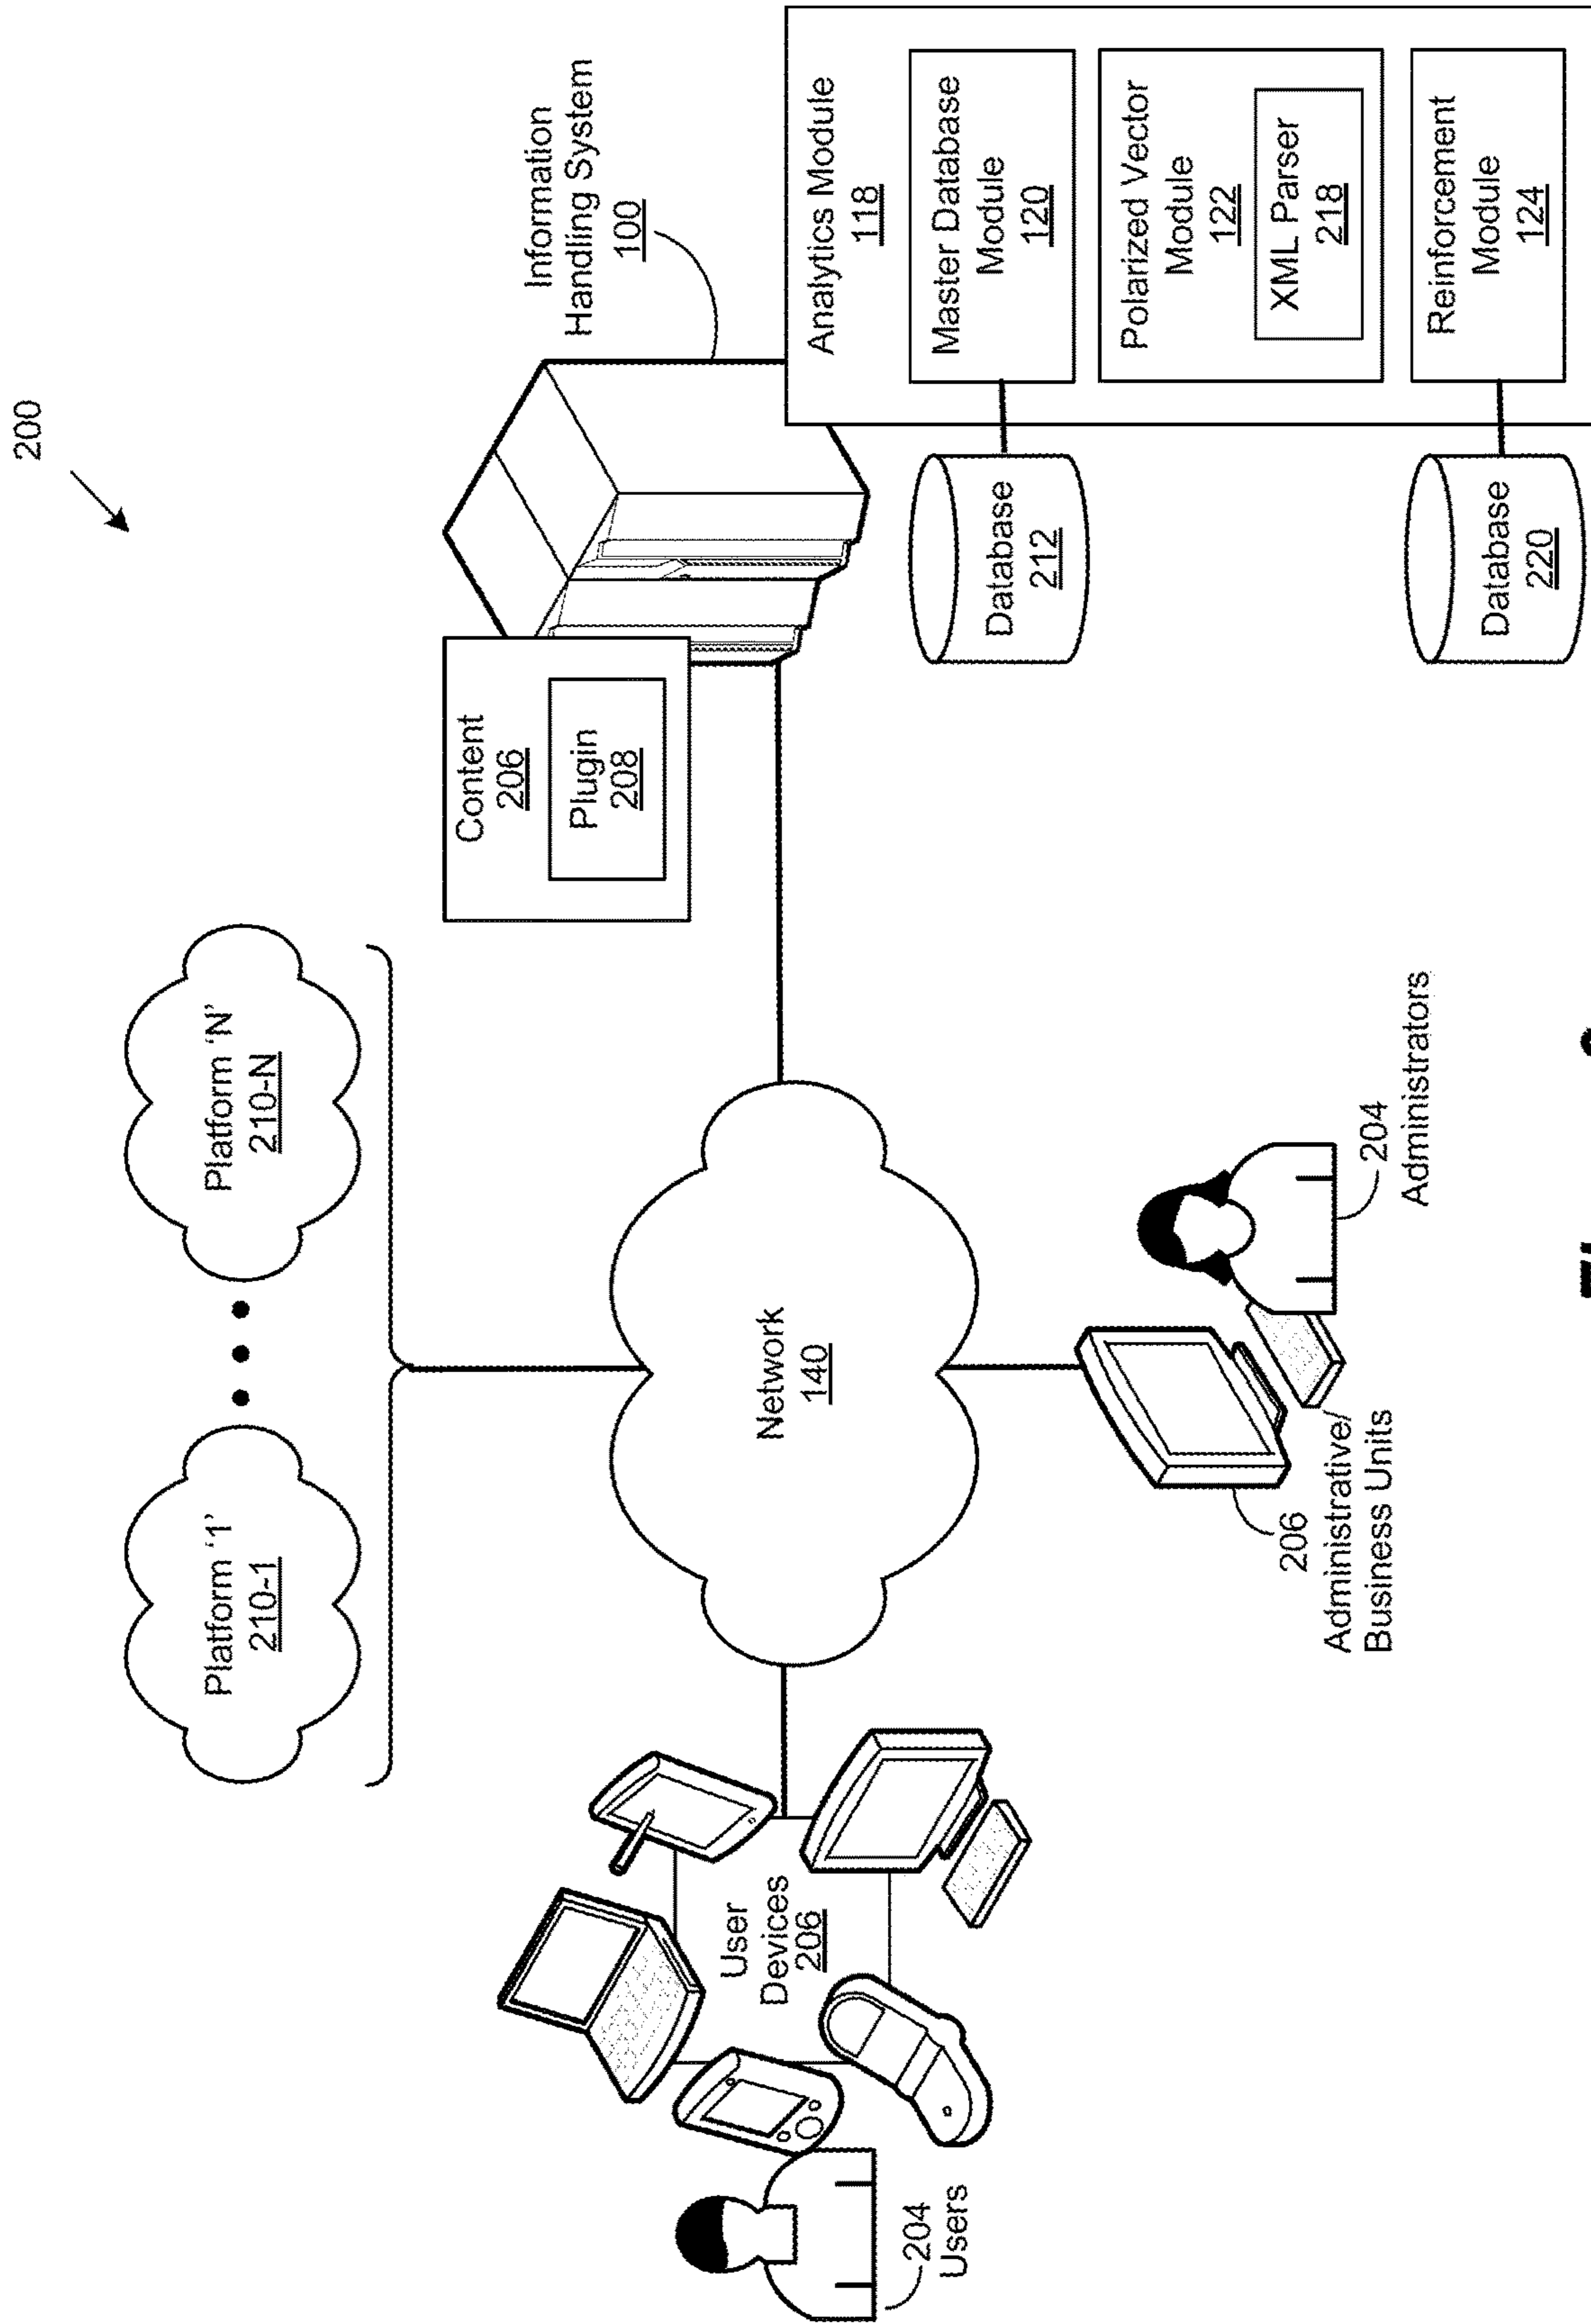 200
Platform '1'
210-1
Platform 'N'
210-N
Information
Handling System
100
Content
206
Plugin
208
Analytics Module
118
Master Database
Module
120
Polarized Vector
Module
122
XML Parser
218
Reinforcement
Module
124
Database
212
Database
220
Network
140
User
Devices
206
204
Users
206
Administrative/
Business Units
204
Administrators